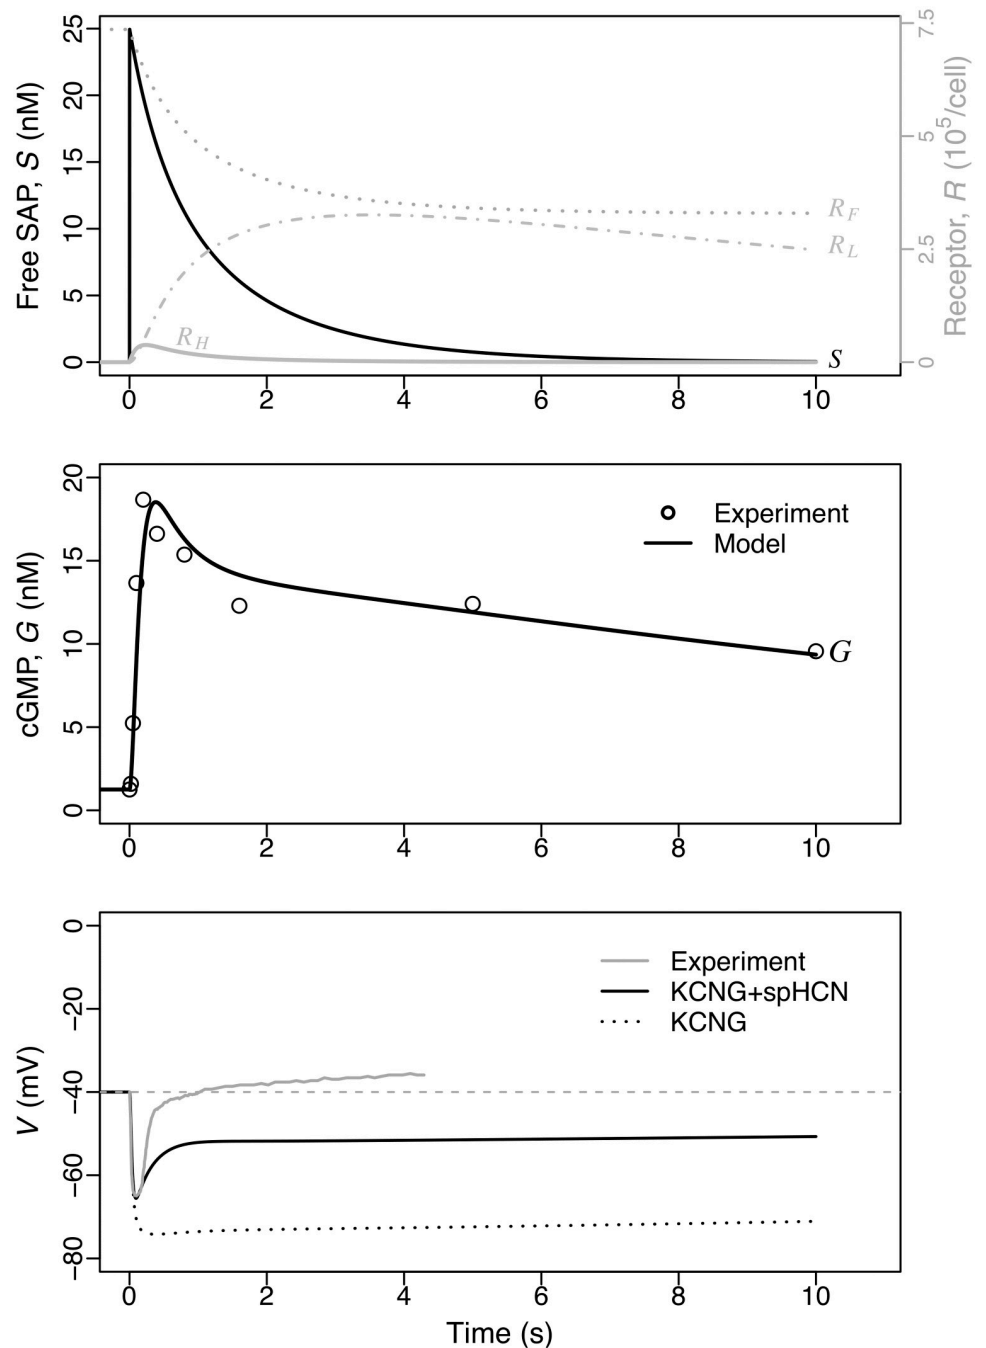 Free SAP, S (nM)
25
20
15
10
5
0
7.5
5
2.5
0
Receptor, R (10^5/cell)
R_F
R_L
R_H
S
0 2 4 6 8 10
cGMP, G (nM)
20
15
10
5
0
Experiment
Model
G
0 2 4 6 8 10
V (mV)
0
−20
−40
−60
−80
Experiment
KCNG+spHCN
KCNG
0 2 4 6 8 10
Time (s)